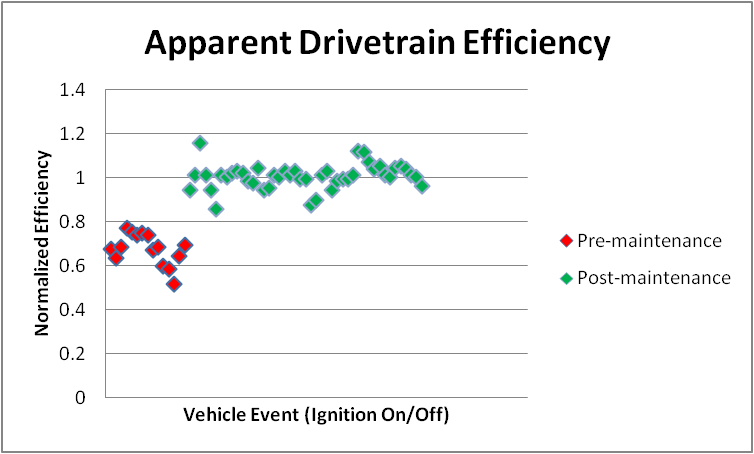 Apparent Drivetrain Efficiency
1.4
1.2
1
0.8
0.6
0.4
0.2
0
Normalized Efficiency
Vehicle Event (Ignition On/Off)
Pre-maintenance
Post-maintenance